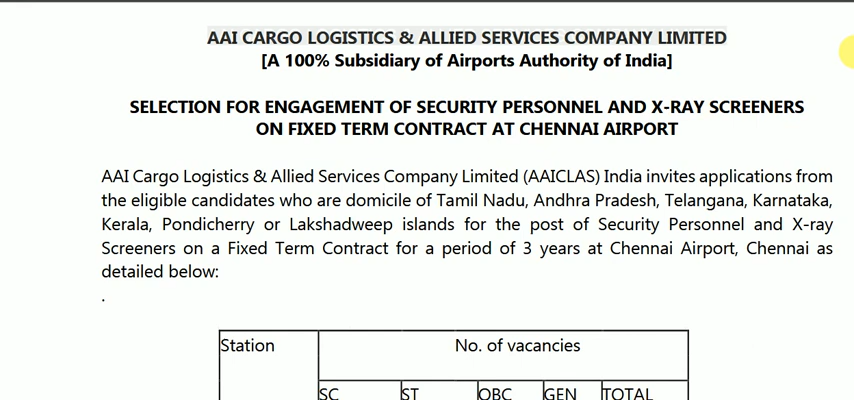 AAI CARGO LOGISTICS & ALLIED SERVICES COMPANY LIMITED
[A 100% Subsidiary of Airports Authority of India]
SELECTION FOR ENGAGEMENT OF SECURITY PERSONNEL AND X-RAY SCREENERS
ON FIXED TERM CONTRACT AT CHENNAI AIRPORT
AAI Cargo Logistics & Allied Services Company Limited (AAICLAS) India invites applications from
the eligible candidates who are domicile of Tamil Nadu, Andhra Pradesh, Telangana, Karnataka,
Kerala, Pondicherry or Lakshadweep islands for the post of Security Personnel and X-ray
Screeners on a Fixed Term Contract for a period of 3 years at Chennai Airport, Chennai as
detailed below:
.
Station No. of vacancies
SC ST OBC GEN TOTAL